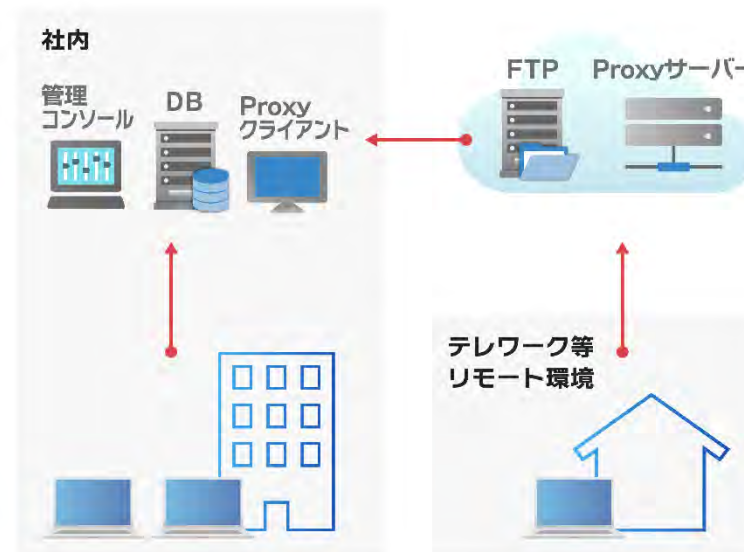 社内
管理
コンソール
DB
Proxy
クライアント
FTP
Proxyサーバー
テレワーク等
リモート環境